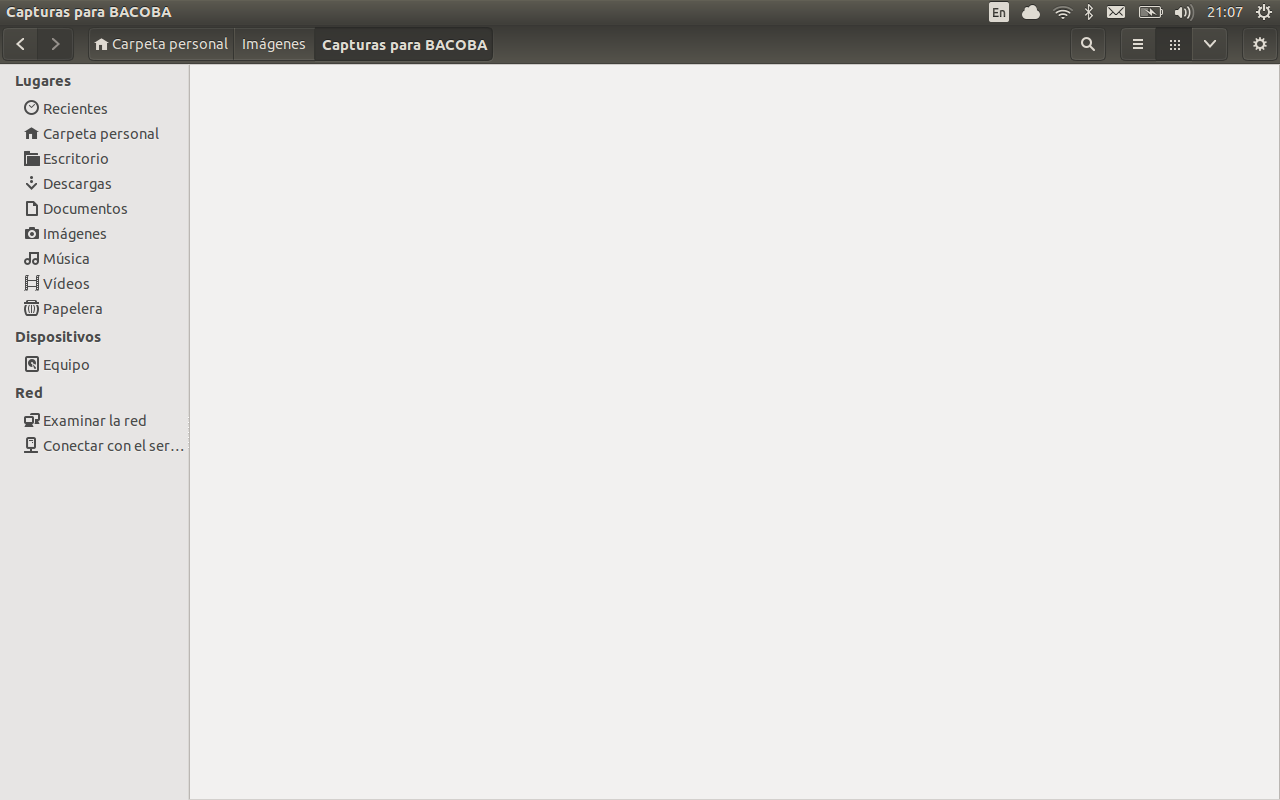 Capturas para BACOBA
En
21:07
Carpeta personal
Imágenes
Capturas para BACOBA
Lugares
Recientes
Carpeta personal
Escritorio
Descargas
Documentos
Imágenes
Música
Vídeos
Papelera
Dispositivos
Equipo
Red
Examinar la red
Conectar con el ser…